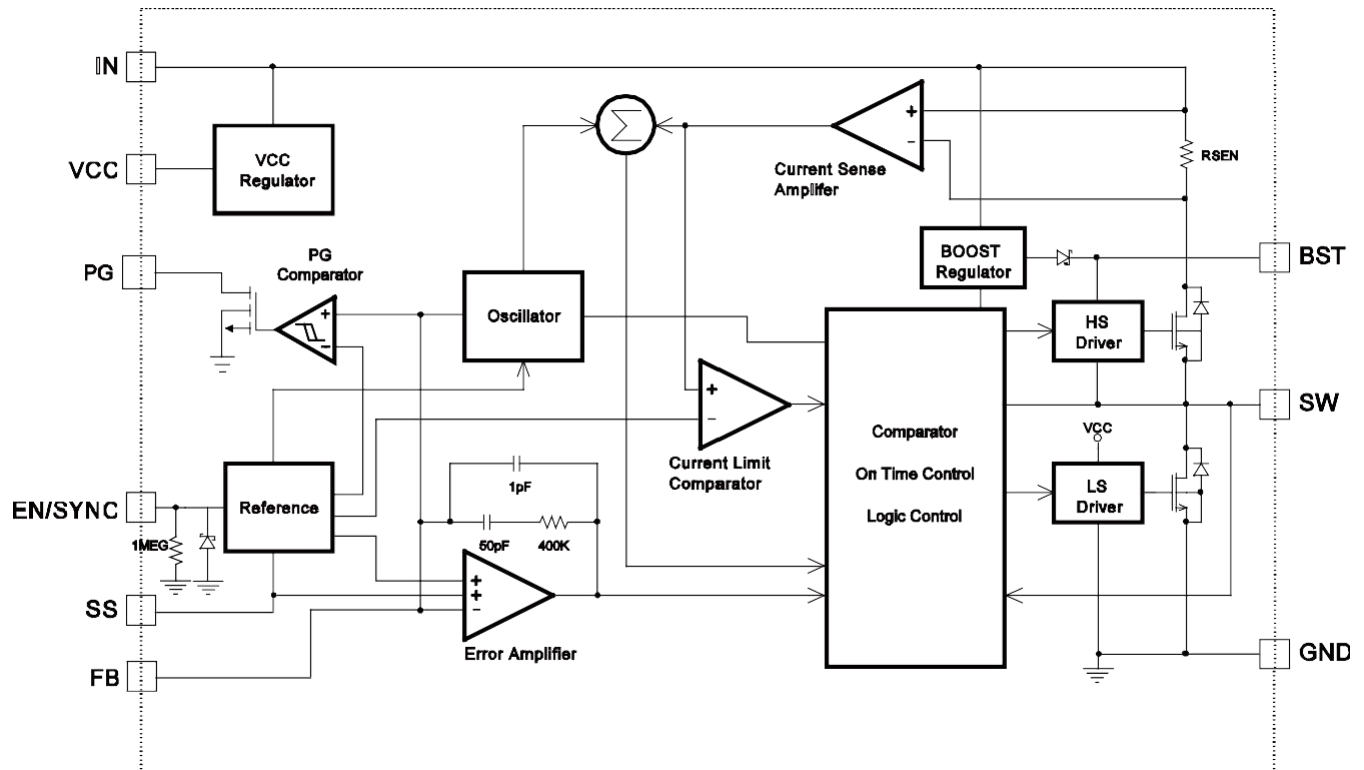 IN
VCC
VCC
Regulator
Σ
+
-
Current Sense
Amplifer
RSEN
PG
PG
Comparator
+
-
Oscillator
BOOST
Regulator
BST
HS
Driver
SW
+
-
Current Limit
Comparator
Comparator
On Time Control
Logic Control
VCC
LS
Driver
EN/SYNC
1MEG
Reference
1pF
50pF
400K
+
+
-
Error Amplifier
SS
FB
GND